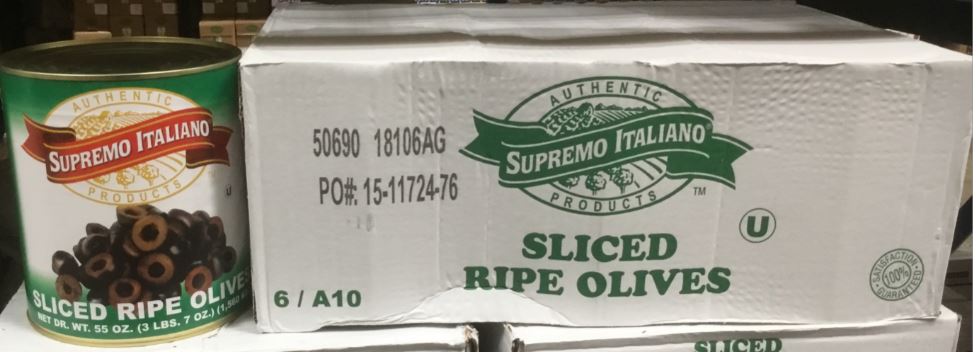 AUTHENTIC
SUPREMO ITALIANO
PRODUCTS
U
SLICED RIPE OLIVE
NET DR. WT. 55 OZ. (3 LBS. 7 OZ.)
50690 18106AG
PO#: 15-11724-76
6 / A10
AUTHENTIC
SUPREMO ITALIANO®
PRODUCTS
TM
U
SLICED
RIPE OLIVES
SATISFACTION
100%
GUARANTEED
SLICED